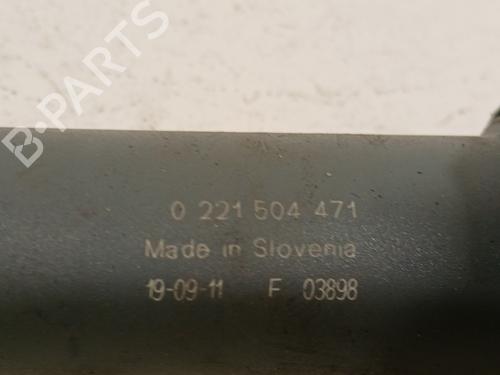 B-PARTS
0 221 504 471
Made in Slovenia
19-09-11 F 03898